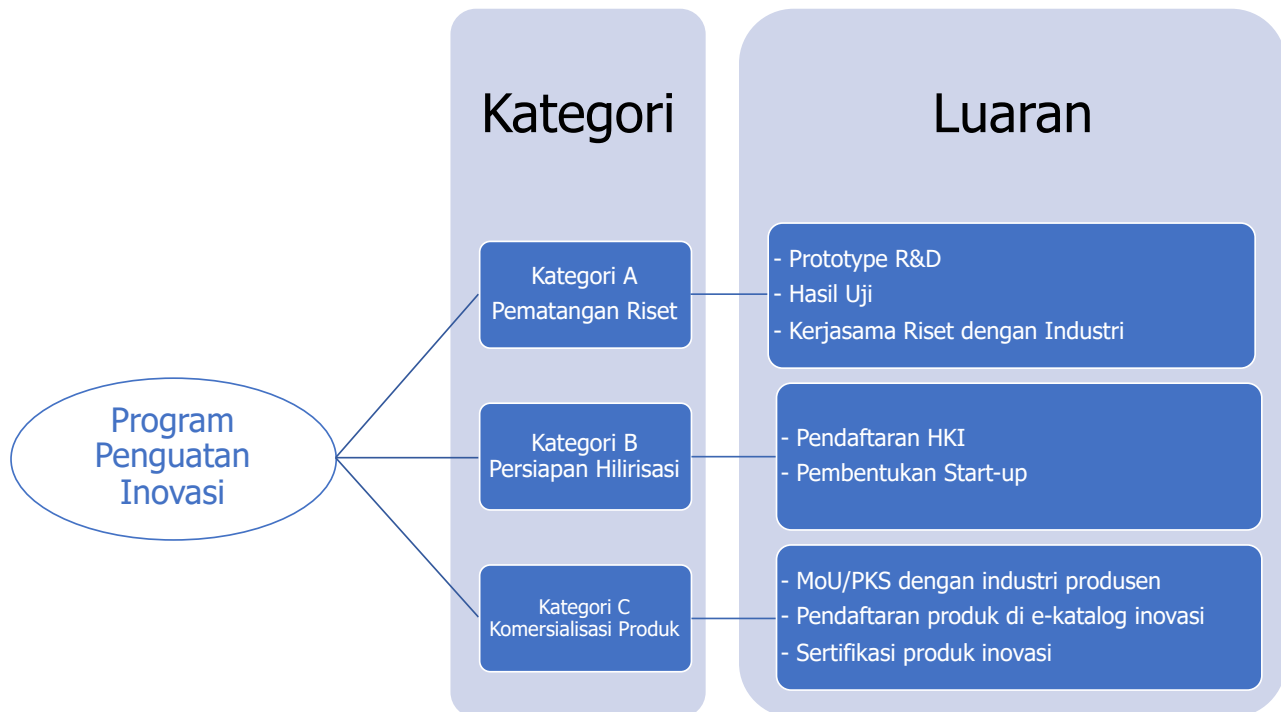 Kategori
Luaran
Program
Penguatan
Inovasi
Kategori A
Pematangan Riset
- Prototype R&D
- Hasil Uji
- Kerjasama Riset dengan Industri
Kategori B
Persiapan Hilirisasi
- Pendaftaran HKI
- Pembentukan Start-up
Kategori C
Komersialisasi Produk
- MoU/PKS dengan industri produsen
- Pendaftaran produk di e-katalog inovasi
- Sertifikasi produk inovasi